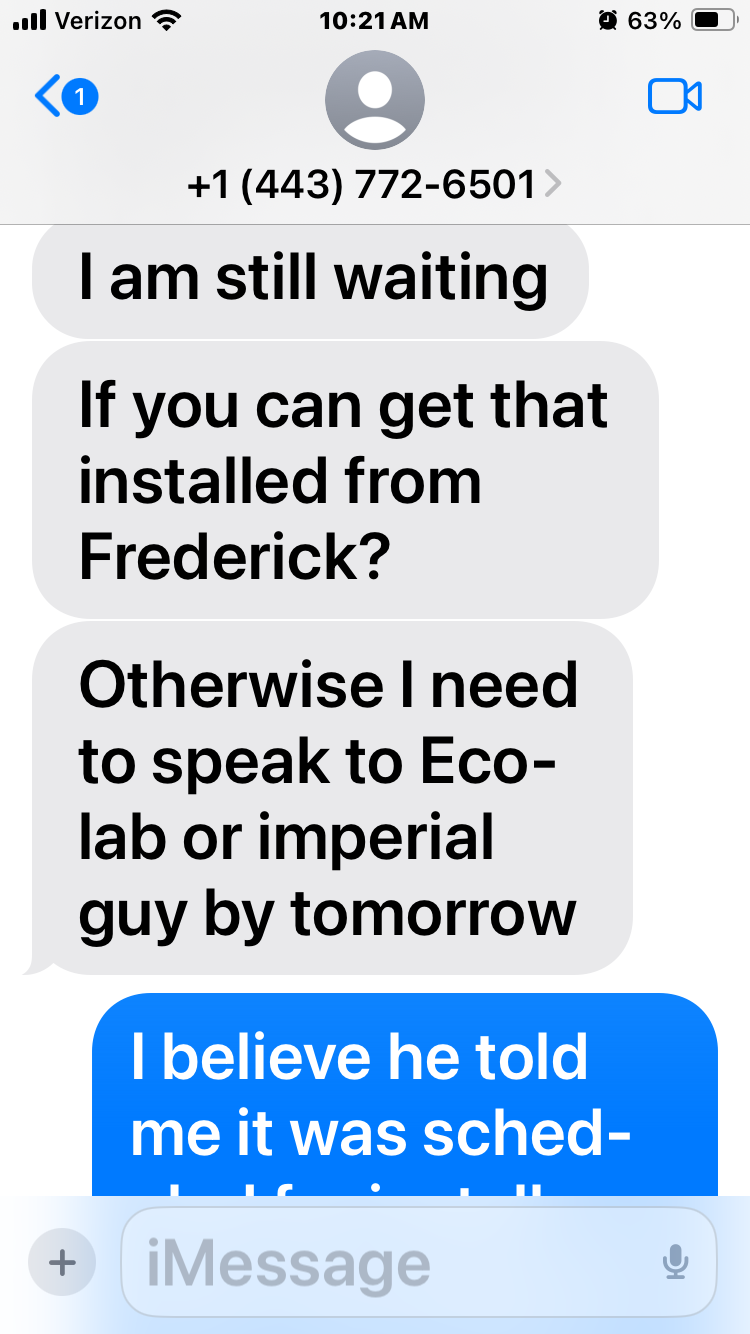 Verizon 10:21 AM 63%
1
+1 (443) 772-6501
I am still waiting
If you can get that
installed from
Frederick?
Otherwise I need
to speak to Eco-
lab or imperial
guy by tomorrow
I believe he told
me it was sched-
iMessage